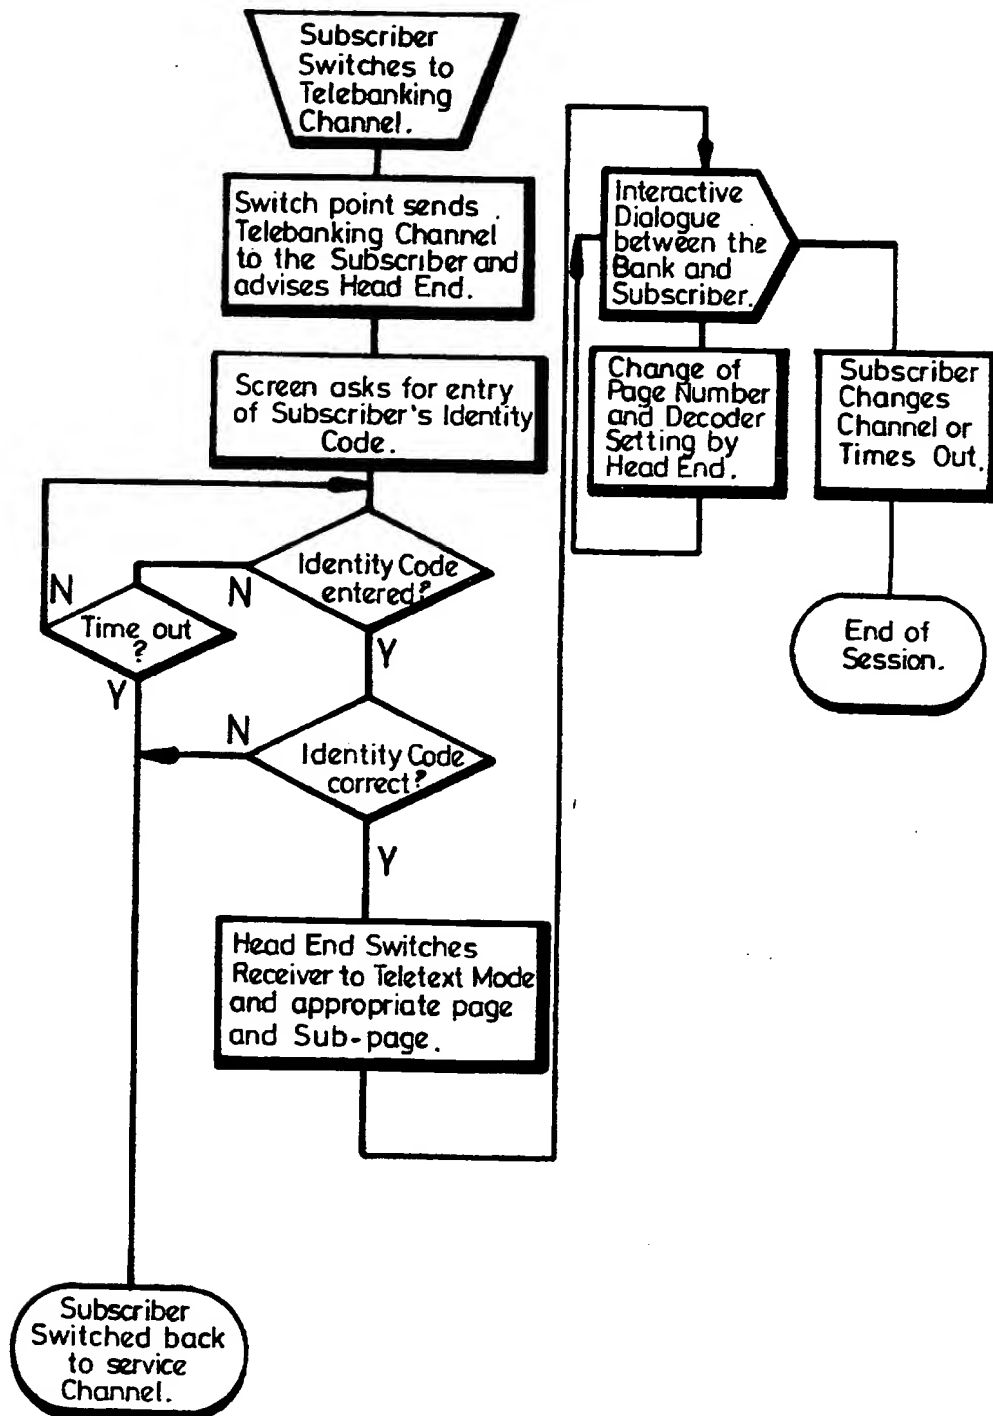 Subscriber
Switches to
Telebanking
Channel.
Switch point sends
Telebanking Channel
to the Subscriber and
advises Head End.
Screen asks for entry
of Subscriber's Identity
Code.
Identity Code
entered?
N
Y
Time out
?
N
Y
Identity Code
correct?
N
Y
Head End Switches
Receiver to Teletext Mode
and appropriate page
and Sub-page.
Subscriber
Switched back
to service
Channel.
Interactive
Dialogue
between the
Bank and
Subscriber.
Change of
Page Number
and Decoder
Setting by
Head End.
Subscriber
Changes
Channel or
Times Out.
End of
Session.